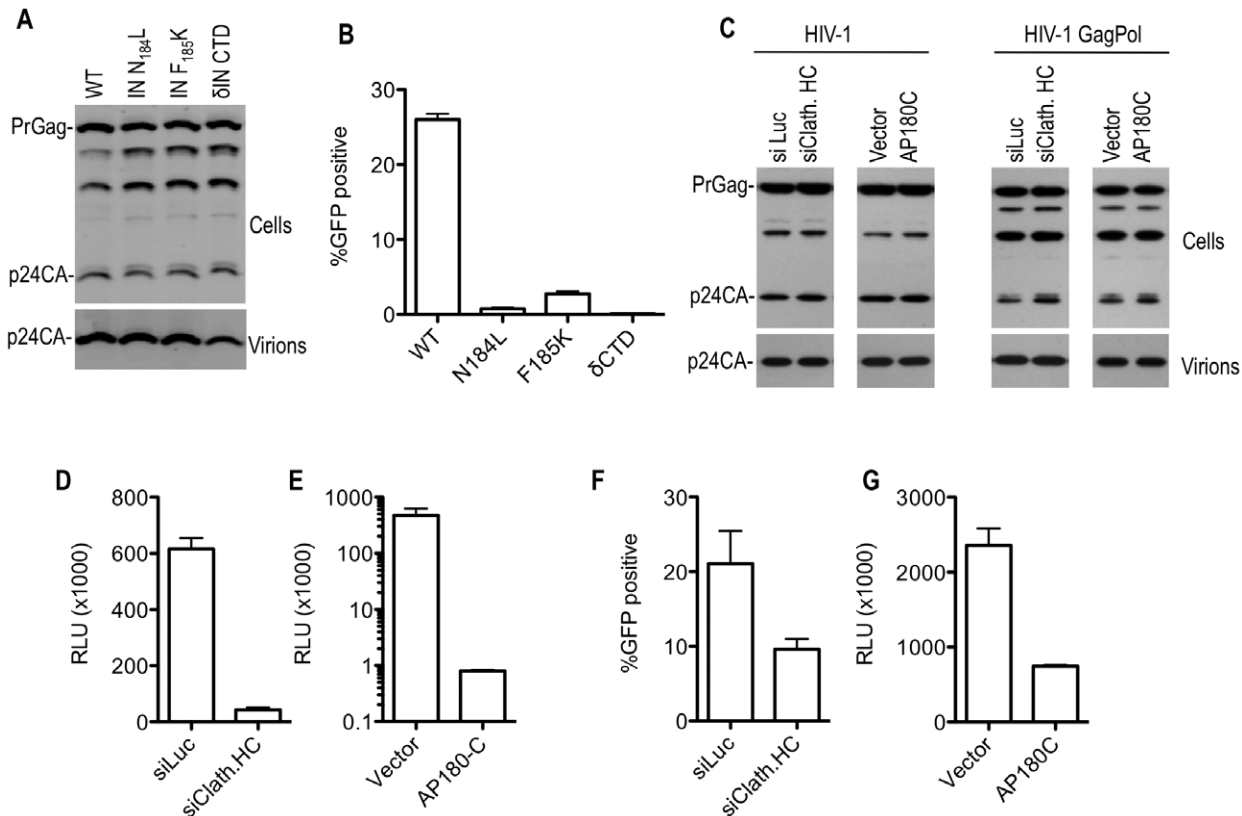 A
WT
IN N184L
IN F185K
δIN CTD
PrGag-
Cells
p24CA-
p24CA-
Virions
B
%GFP positive
30
20
10
0
WT
N184L
F185K
δCTD
C
HIV-1
HIV-1 GagPol
si Luc
siClath. HC
Vector
AP180C
siLuc
siClath. HC
Vector
AP180C
PrGag-
Cells
p24CA-
p24CA-
Virions
D
RLU (x1000)
800
600
400
200
0
siLuc
siClath.HC
E
RLU (x1000)
1000
100
10
1
0.1
Vector
AP180-C
F
%GFP positive
30
20
10
0
siLuc
siClath.HC
G
RLU (x1000)
3000
2000
1000
0
Vector
AP180C